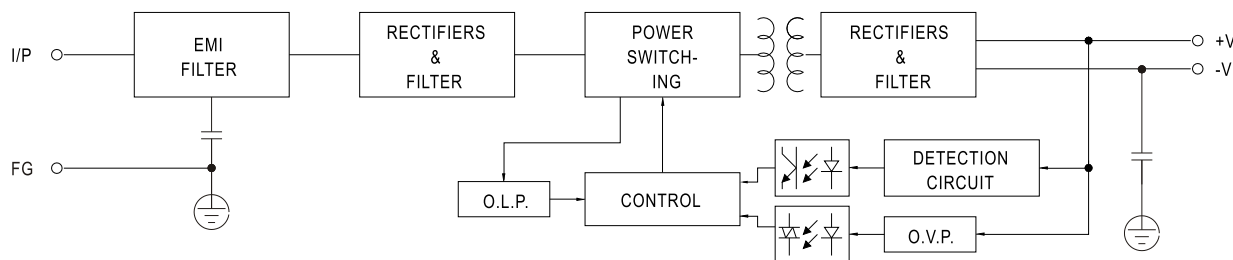 I/P
EMI
FILTER
RECTIFIERS
&
FILTER
POWER
SWITCH-
ING
RECTIFIERS
&
FILTER
+V
-V
FG
O.L.P.
CONTROL
DETECTION
CIRCUIT
O.V.P.